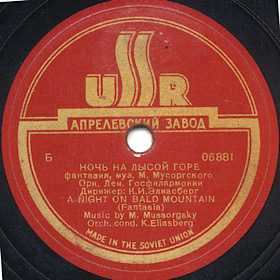 USSR
АПРЕЛЕВСКИЙ ЗАВОД
Б 06881
НОЧЬ НА ЛЫСОЙ ГОРЕ
фантазия, муз. М. Мусоргского
Орк. Лен. Госфилармонии
Дирижер: К.И.Элиасберг
A NIGHT ON BALD MOUNTAIN
(Fantasia)
Music by M. Mussorgsky
Orch. cond. K. Eliasberg
MADE IN THE SOVIET UNION